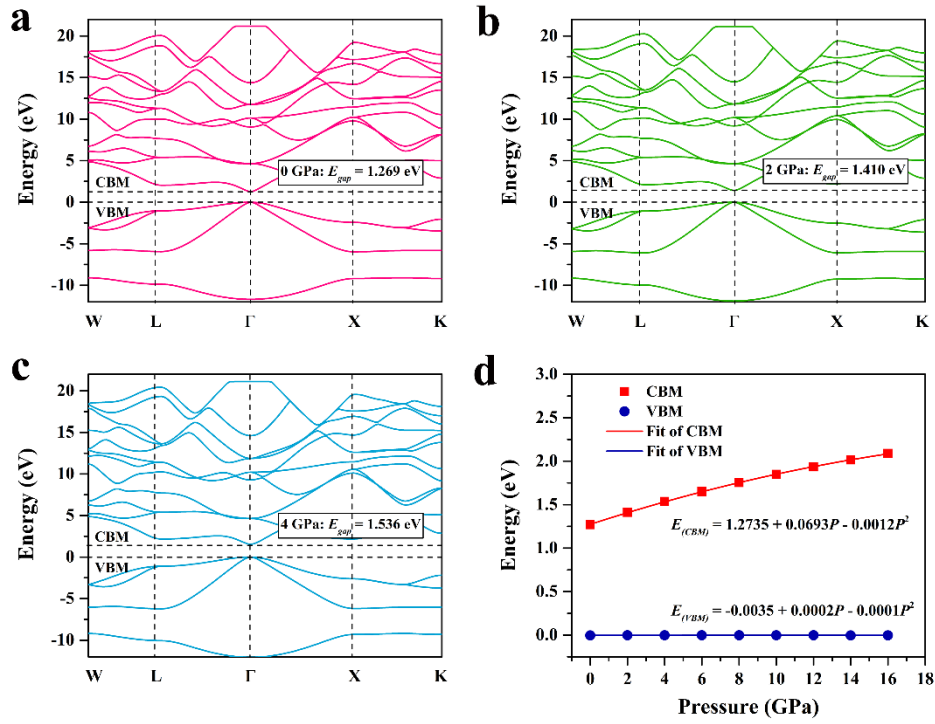 a
20
15
10
5
0
-5
-10
Energy (eV)
CBM
VBM
0 GPa: E_gap = 1.269 eV
W L Γ X K
b
20
15
10
5
0
-5
-10
Energy (eV)
CBM
VBM
2 GPa: E_gap = 1.410 eV
W L Γ X K
c
20
15
10
5
0
-5
-10
Energy (eV)
CBM
VBM
4 GPa: E_gap = 1.536 eV
W L Γ X K
d
3.0
2.5
2.0
1.5
1.0
0.5
0.0
Energy (eV)
CBM
VBM
Fit of CBM
Fit of VBM
E_(CBM) = 1.2735 + 0.0693P - 0.0012P²
E_(VBM) = -0.0035 + 0.0002P - 0.0001P²
0 2 4 6 8 10 12 14 16 18
Pressure (GPa)